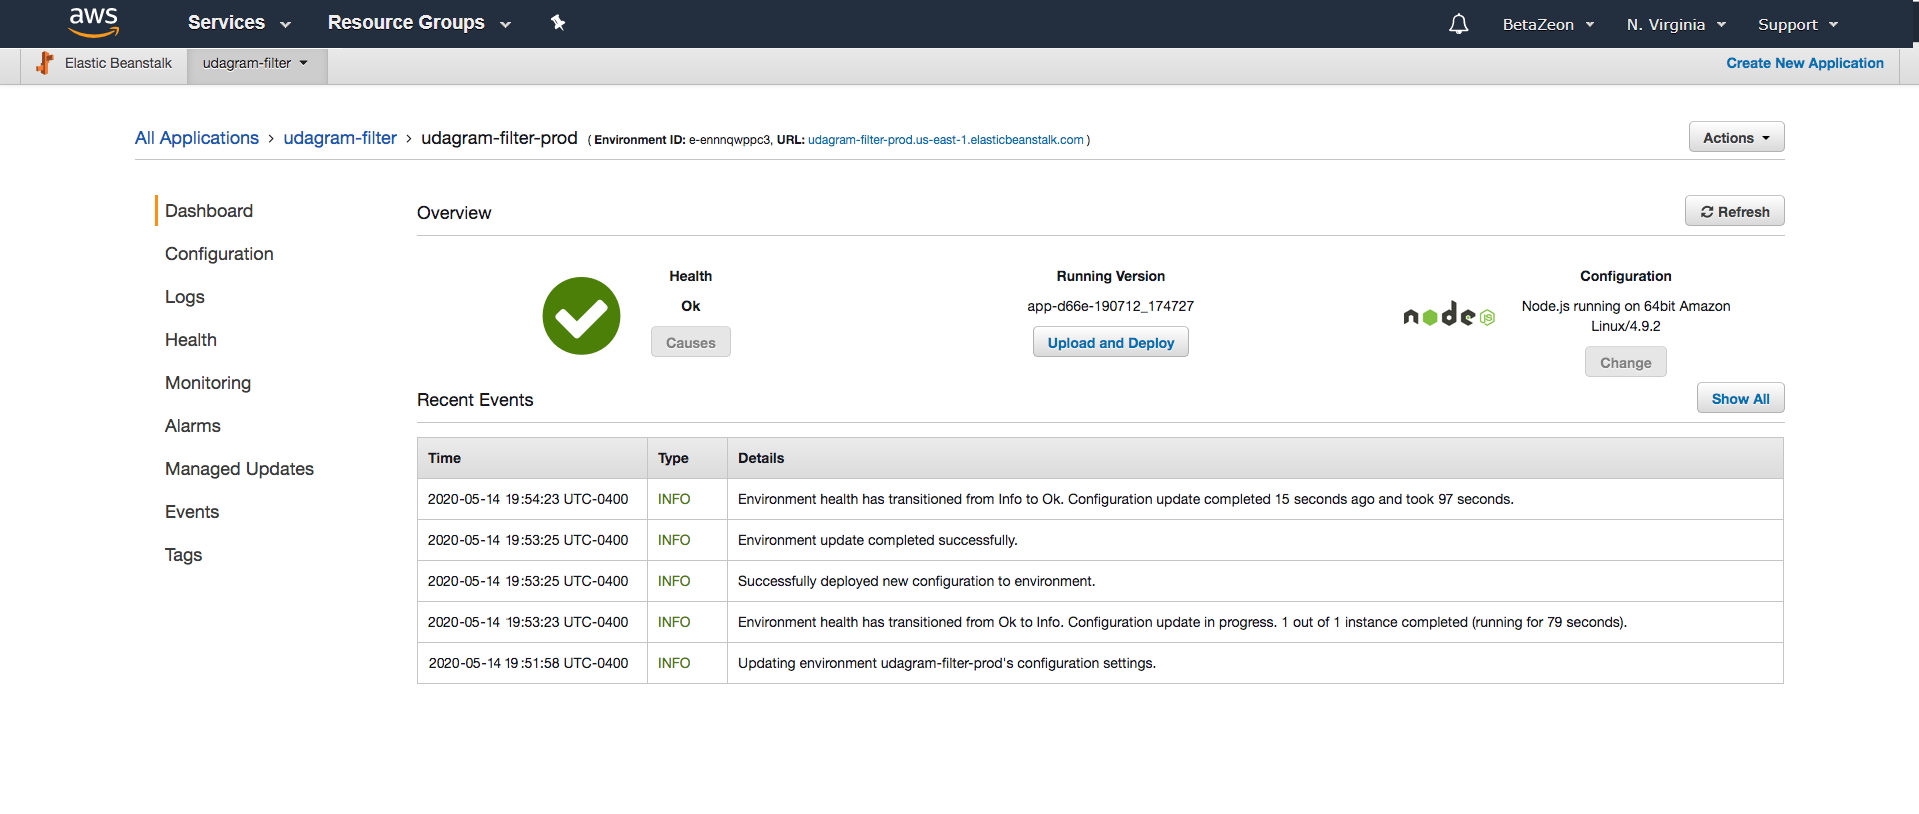 aws Services Resource Groups BetaZeon N. Virginia Support
Elastic Beanstalk udagram-filter Create New Application
All Applications > udagram-filter > udagram-filter-prod ( Environment ID: e-ennnqwppc3, URL: udagram-filter-prod.us-east-1.elasticbeanstalk.com ) Actions
Dashboard
Configuration
Logs
Health
Monitoring
Alarms
Managed Updates
Events
Tags
Overview Refresh
Health
Ok
Causes
Running Version
app-d66e-190712_174727
Upload and Deploy
node JS
Configuration
Node.js running on 64bit Amazon
Linux/4.9.2
Change
Recent Events Show All
Time Type Details
2020-05-14 19:54:23 UTC-0400 INFO Environment health has transitioned from Info to Ok. Configuration update completed 15 seconds ago and took 97 seconds.
2020-05-14 19:53:25 UTC-0400 INFO Environment update completed successfully.
2020-05-14 19:53:25 UTC-0400 INFO Successfully deployed new configuration to environment.
2020-05-14 19:53:23 UTC-0400 INFO Environment health has transitioned from Ok to Info. Configuration update in progress. 1 out of 1 instance completed (running for 79 seconds).
2020-05-14 19:51:58 UTC-0400 INFO Updating environment udagram-filter-prod's configuration settings.